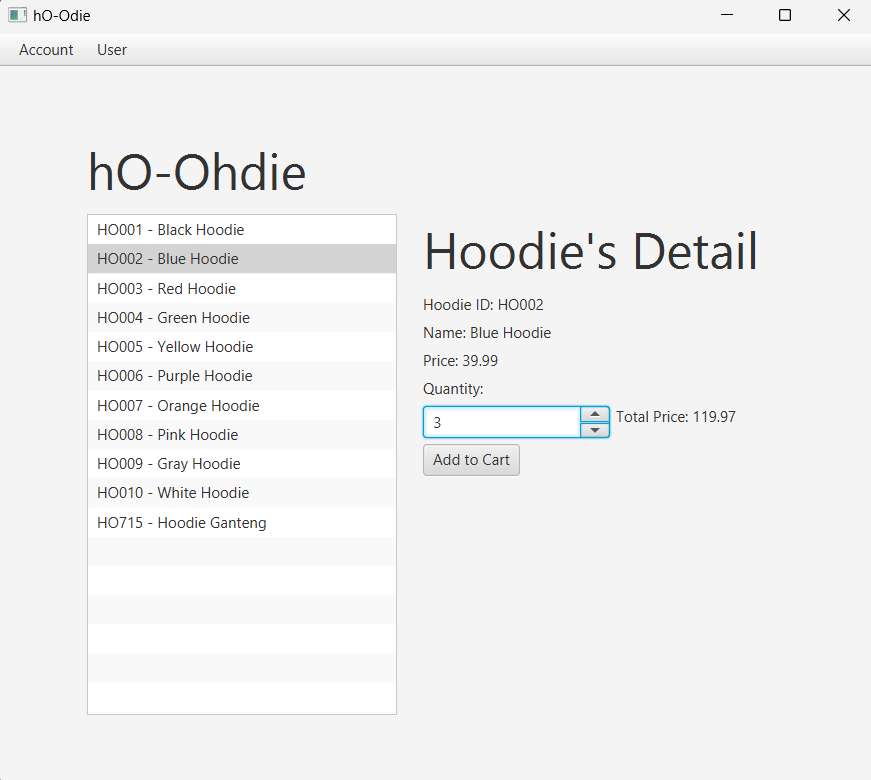 hO-Odie
Account User
hO-Ohdie
HO001 - Black Hoodie
HO002 - Blue Hoodie
HO003 - Red Hoodie
HO004 - Green Hoodie
HO005 - Yellow Hoodie
HO006 - Purple Hoodie
HO007 - Orange Hoodie
HO008 - Pink Hoodie
HO009 - Gray Hoodie
HO010 - White Hoodie
HO715 - Hoodie Ganteng
Hoodie's Detail
Hoodie ID: HO002
Name: Blue Hoodie
Price: 39.99
Quantity:
3 Total Price: 119.97
Add to Cart